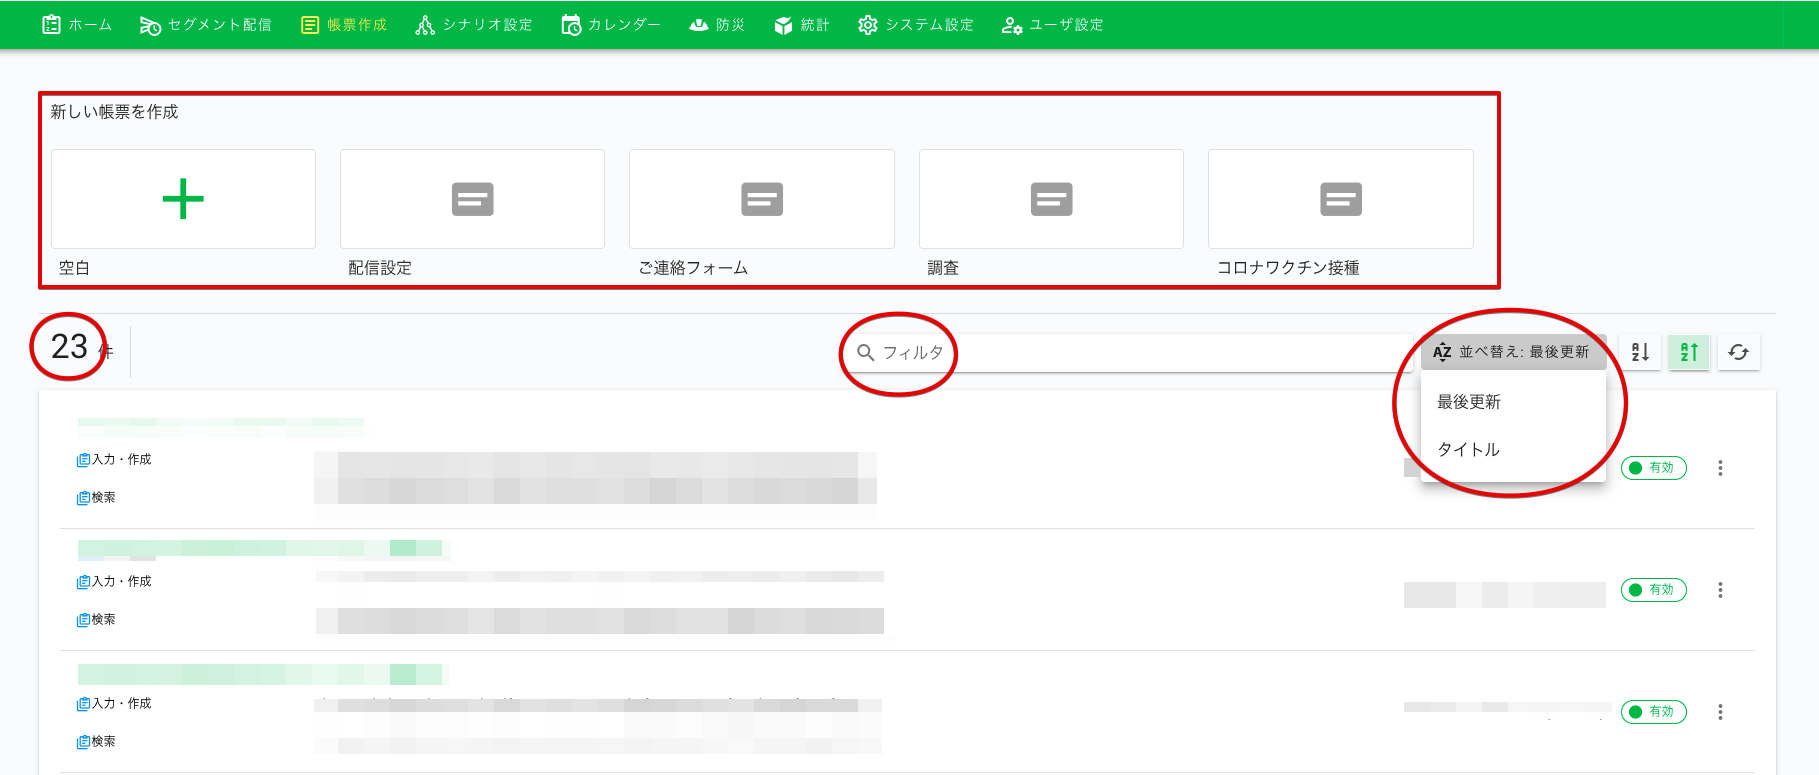 ホーム セグメント配信 帳票作成 シナリオ設定 カレンダー 防災 統計 システム設定 ユーザ設定
新しい帳票を作成
空白 配信設定 ご連絡フォーム 調査 コロナワクチン接種
23 件 フィルタ AZ 並べ替え: 最後更新 AZ AZ
最後更新
タイトル
入力・作成
有効
検索
入力・作成
有効
検索
入力・作成
有効
検索